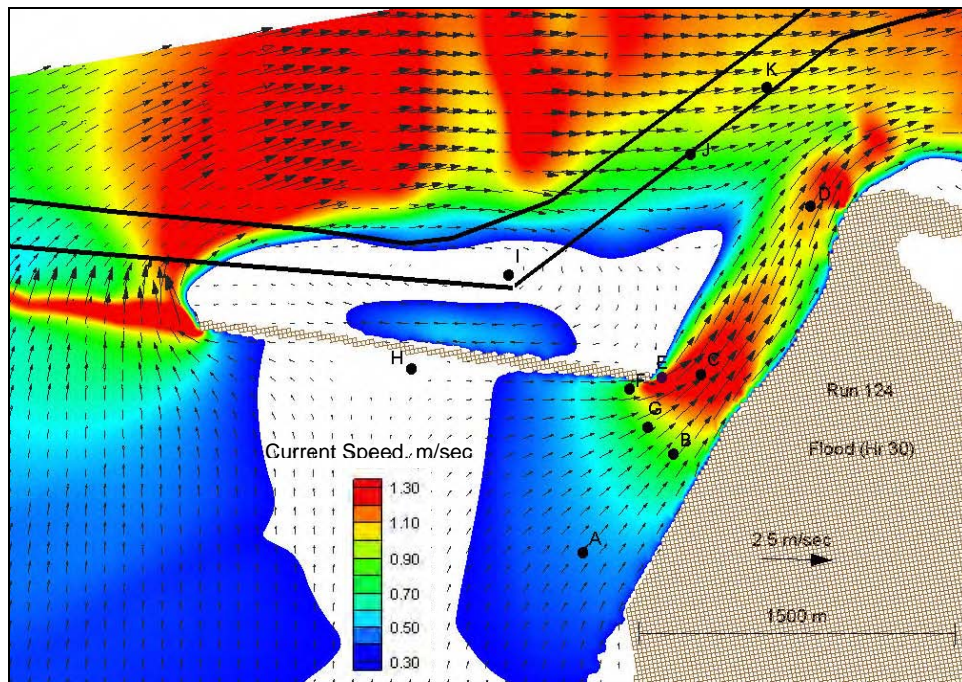 K
J
D
I
H
E
C
F
G
B
A
Run 124
Flood (Hr 30)
Current Speed, m/sec
1.30
1.10
0.90
0.70
0.50
0.30
2.5 m/sec
1500 m